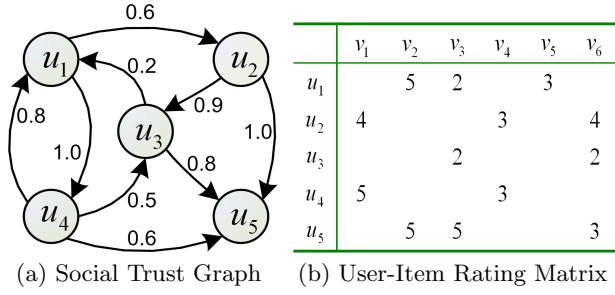 0.6
u1 u2
0.2
0.9
0.8 u3
1.0 0.8 1.0
0.5
u4 u5
0.6
(a) Social Trust Graph
v1 v2 v3 v4 v5 v6
u1 5 2 3
u2 4 3 4
u3 2 2
u4 5 3
u5 5 5 3
(b) User-Item Rating Matrix